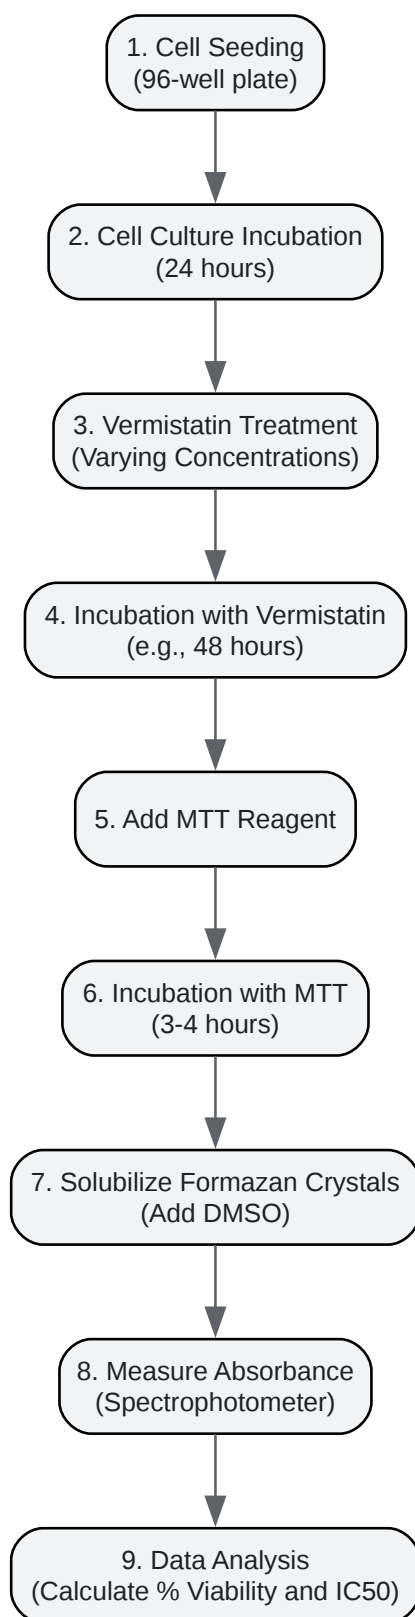 1. Cell Seeding
(96-well plate)
2. Cell Culture Incubation
(24 hours)
3. Vermistatin Treatment
(Varying Concentrations)
4. Incubation with Vermistatin
(e.g., 48 hours)
5. Add MTT Reagent
6. Incubation with MTT
(3-4 hours)
7. Solubilize Formazan Crystals
(Add DMSO)
8. Measure Absorbance
(Spectrophotometer)
9. Data Analysis
(Calculate % Viability and IC50)